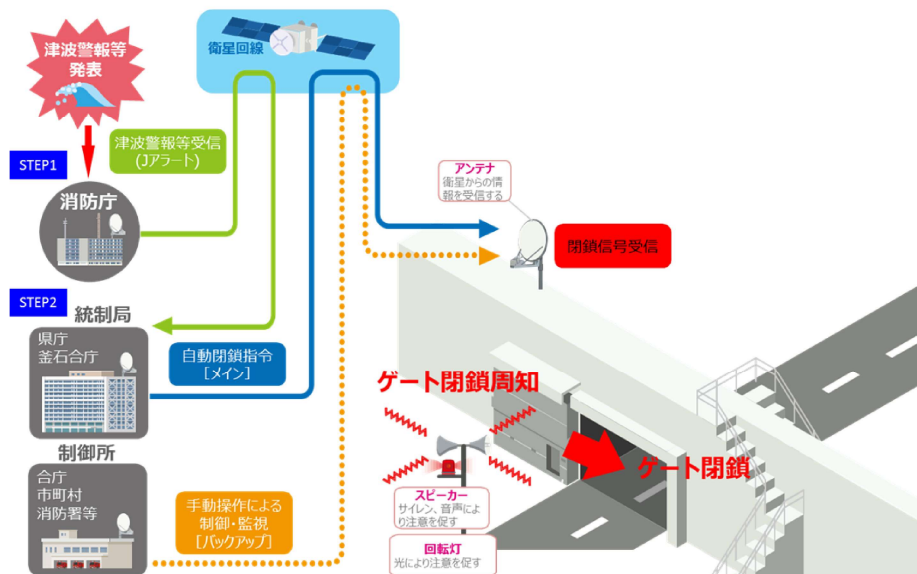 津波警報等
発表
衛星回線
津波警報等受信
(Jアラート)
STEP1
消防庁
アンテナ
衛星からの情
報を受信する
閉鎖信号受信
STEP2
統制局
県庁
釜石合庁
自動閉鎖指令
[メイン]
制御所
合庁
市町村
消防署等
手動操作による
制御・監視
[バックアップ]
ゲート閉鎖周知
ゲート閉鎖
スピーカー
サイレン、音声によ
り注意を促す
回転灯
光により注意を促す